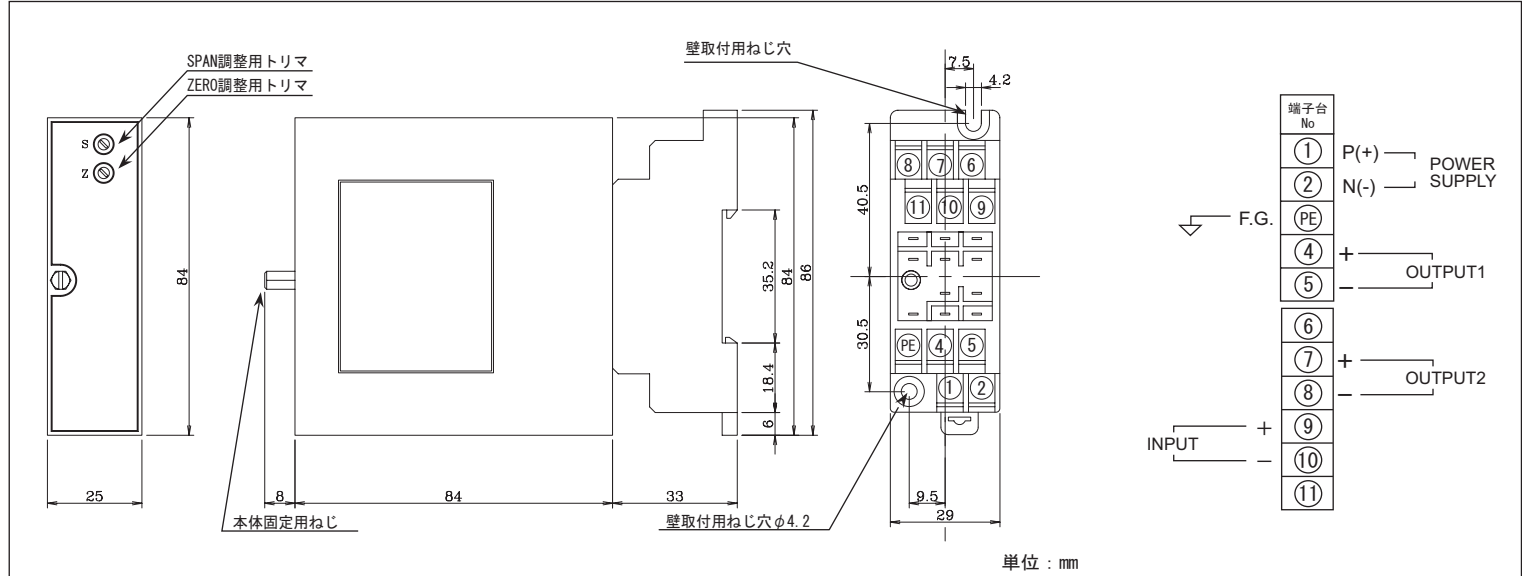 SPAN調整用トリマ
ZERO調整用トリマ
S
Z
84
25
8
84
33
本体固定用ねじ
35.2
18.4
6
84
86
壁取付用ねじ穴
7.5
4.2
40.5
30.5
⑧ ⑦ ⑥
⑪ ⑩ ⑨
PE ④ ⑤
① ②
9.5
29
壁取付用ねじ穴φ4.2
単位：mm
端子台
No
① P(+)
② N(-)
POWER
SUPPLY
F.G. PE
④ +
⑤ −
OUTPUT1
⑥
⑦ +
⑧ −
OUTPUT2
INPUT
+ ⑨
− ⑩
⑪